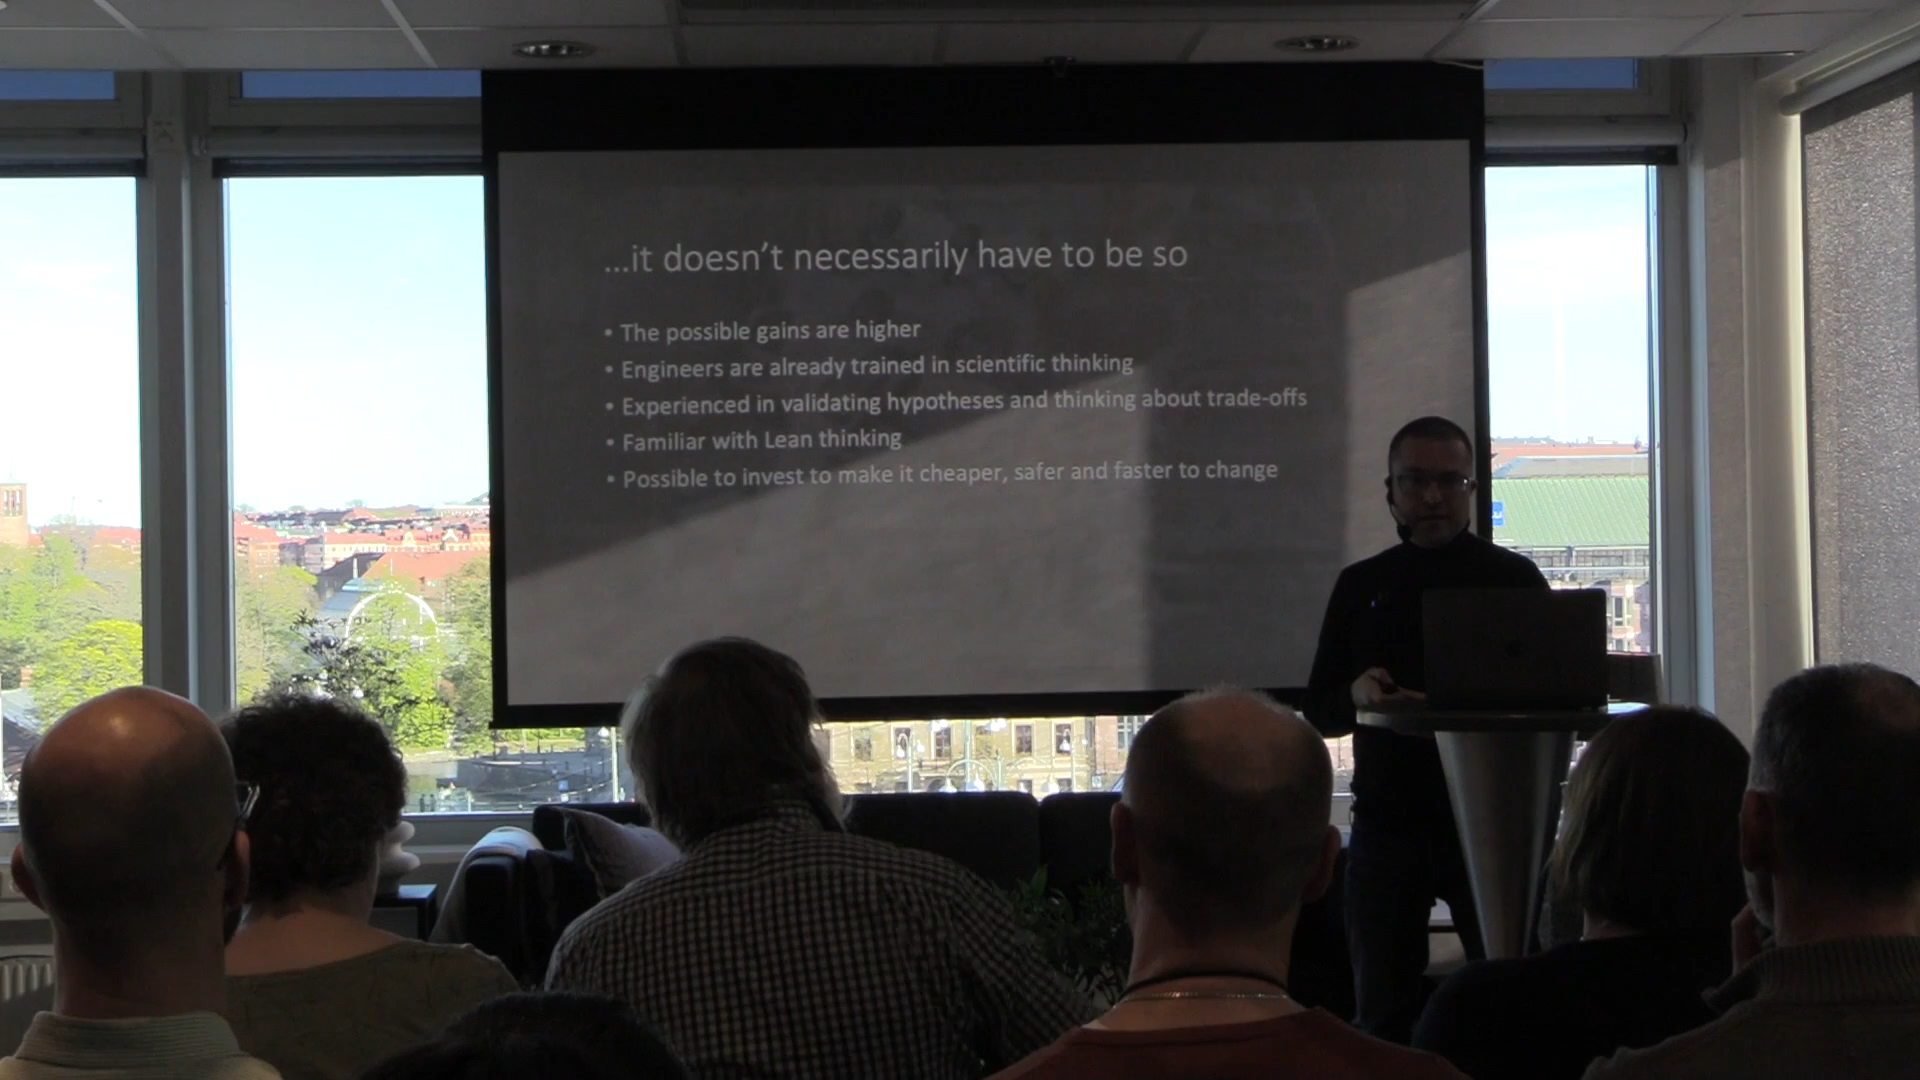 ...it doesn't necessarily have to be so
• The possible gains are higher
• Engineers are already trained in scientific thinking
• Experienced in validating hypotheses and thinking about trade-offs
• Familiar with Lean thinking
• Possible to invest to make it cheaper, safer and faster to change